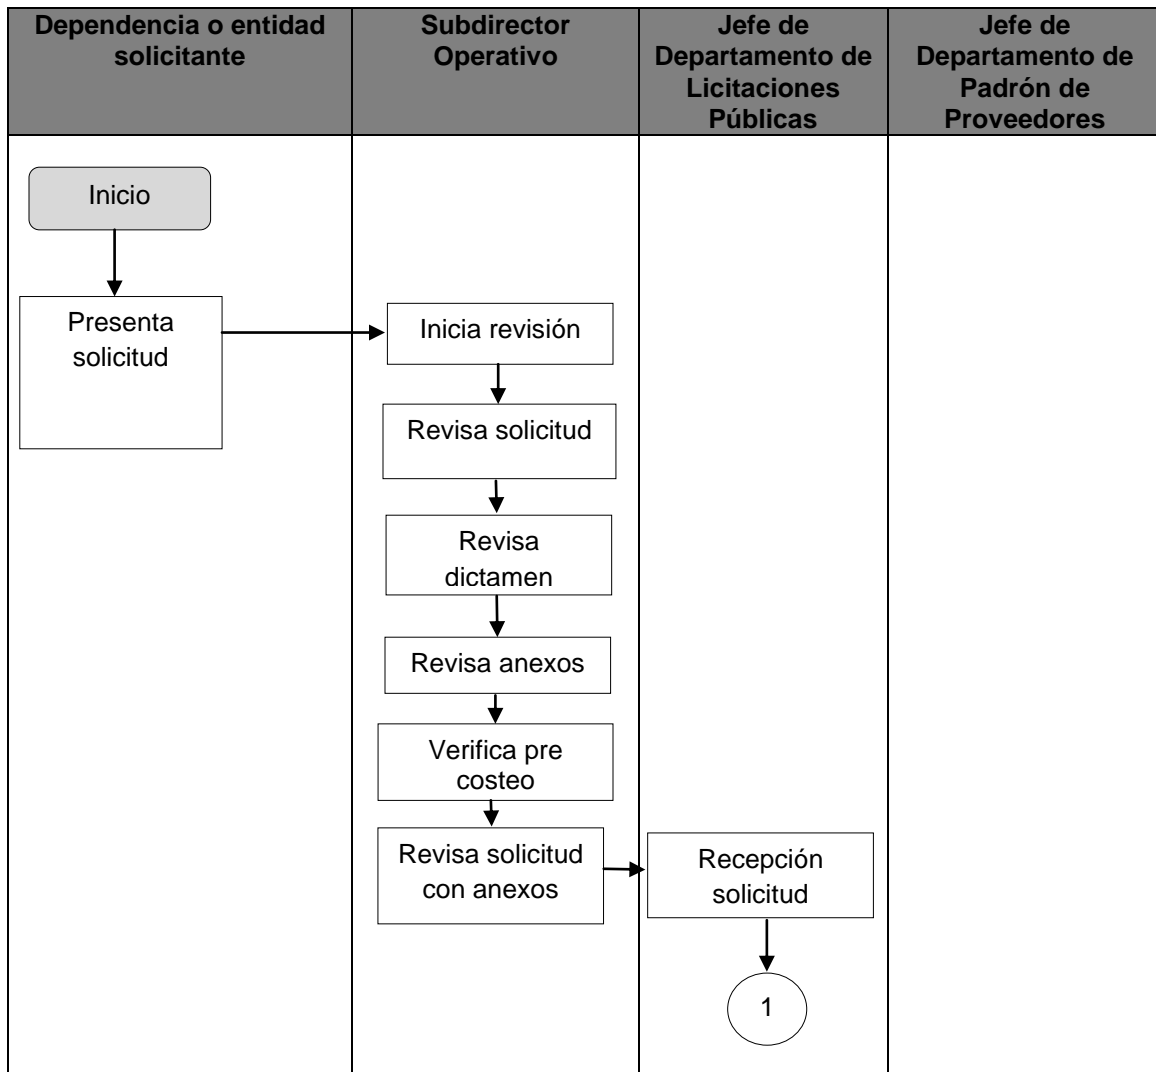 Dependencia o entidad
solicitante
Subdirector
Operativo
Jefe de
Departamento de
Licitaciones
Públicas
Jefe de
Departamento de
Padrón de
Proveedores
Inicio
Presenta
solicitud
Inicia revisión
Revisa solicitud
Revisa
dictamen
Revisa anexos
Verifica pre
costeo
Revisa solicitud
con anexos
Recepción
solicitud
1